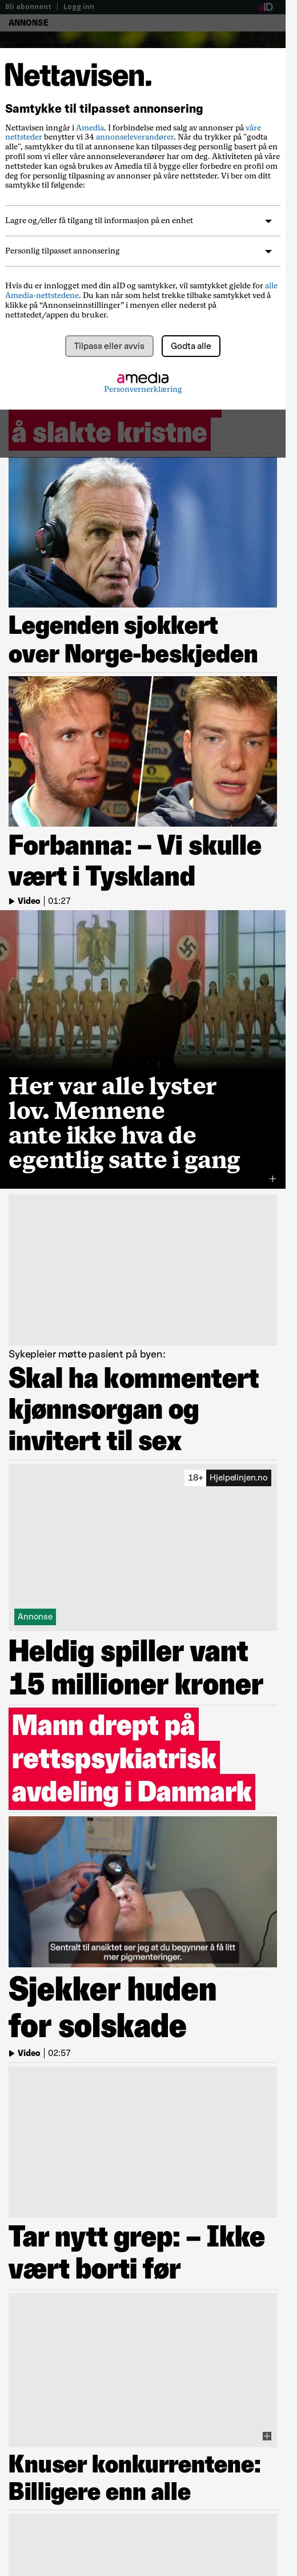 Bli abonnent | Logg inn
aID
ANNONSE
Nettavisen.
Samtykke til tilpasset annonsering
Nettavisen inngår i Amedia. I forbindelse med salg av annonser på våre
nettsteder benytter vi 34 annonseleverandører. Når du trykker på "godta
alle", samtykker du til at annonsene kan tilpasses deg personlig basert på en
profil som vi eller våre annonseleverandører har om deg. Aktiviteten på våre
nettsteder kan også brukes av Amedia til å bygge eller forbedre en profil om
deg for personlig tilpasning av annonser på våre nettsteder. Vi ber om ditt
samtykke til følgende:
Lagre og/eller få tilgang til informasjon på en enhet
Personlig tilpasset annonsering
Hvis du er innlogget med din aID og samtykker, vil samtykket gjelde for alle
Amedia-nettstedene. Du kan når som helst trekke tilbake samtykket ved å
klikke på “Annonseinnstillinger” i menyen eller nederst på
nettstedet/appen du bruker.
Tilpass eller avvis
Godta alle
amedia
Personvernerklæring
å slakte kristne
Legenden sjokkert
over Norge-beskjeden
Forbanna: – Vi skulle
vært i Tyskland
Video | 01:27
Her var alle lyster
lov. Mennene
ante ikke hva de
egentlig satte i gang
Sykepleier møtte pasient på byen:
Skal ha kommentert
kjønnsorgan og
invitert til sex
18+ Hjelpelinjen.no
Annonse
Heldig spiller vant
15 millioner kroner
Mann drept på
rettspsykiatrisk
avdeling i Danmark
Sentralt til ansiktet ser jeg at du begynner å få litt
mer pigmenteringer.
Sjekker huden
for solskade
Video | 02:57
Tar nytt grep: – Ikke
vært borti før
Knuser konkurrentene:
Billigere enn alle